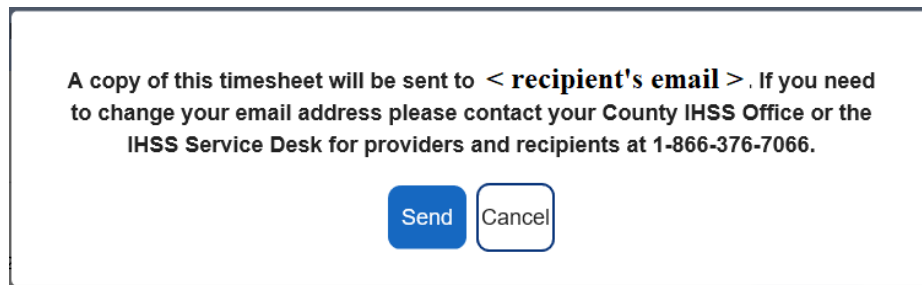 A copy of this timesheet will be sent to < recipient's email >. If you need
to change your email address please contact your County IHSS Office or the
IHSS Service Desk for providers and recipients at 1-866-376-7066.
Send Cancel